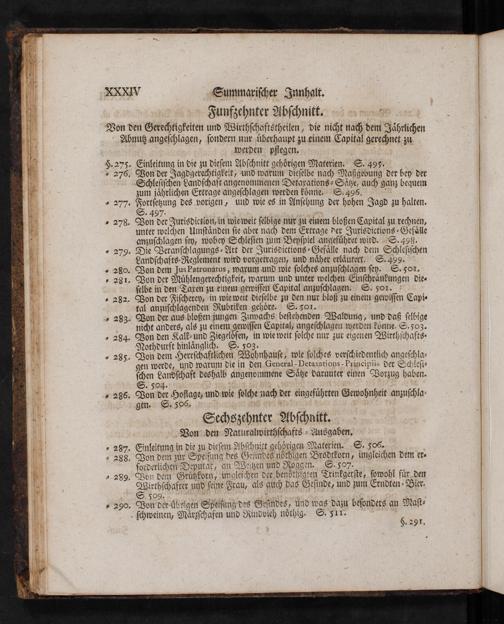 XXXIV Summarischer Innhalt.
Funfzehnter Abschnitt.
Von den Gerechtigkeiten und Wirthschaftstheilen, die nicht nach dem Jährlichen
Abnutz angeschlagen, sondern nur überhaupt zu einem Capital gerechnet zu
werden pflegen.
§. 275. Einleitung in die zu diesem Abschnitt gehörigen Materien. S. 495.
- 276. Von der Jagdgerechtigkeit, und warum dieselbe nach Maßgebung der bey der
Schlesischen Landschaft angenommenen Detaxations-Sätze, auch ganz bequem
zum jährlichen Ertrage angeschlagen werden könne. S. 496.
- 277. Fortsetzung des vorigen, und wie es in Ansehung der hohen Jagd zu halten.
S. 497.
- 278. Von der Jurisdiction, in wie weit selbige nur zu einem bloßen Capital zu rechnen,
unter welchen Umständen sie aber nach dem Ertrage der Jurisdictions-Gefälle
anzuschlagen sey, wobey Schlesien zum Beyspiel angeführet wird. S. 498.
- 279. Die Veranschlagungs-Art der Jurisdictions-Gefälle nach dem Schlesischen
Landschafts-Reglement wird vorgetragen, und näher erläutert. S. 499.
- 280. Von dem Jus Patronatus, warum und wie solches anzuschlagen sey. S. 501.
- 281. Von der Mühlengerechtigkeit, warum und unter welchen Einschränkungen die-
selbe in den Taxen zu einem gewissen Capital anzuschlagen. S. 501.
- 282. Von der Fischerey, in wie weit dieselbe zu den nur bloß zu einem gewissen Capi-
tal anzuschlagenden Rubriken gehöre. S. 501.
- 283. Von der aus bloßen jungen Zuwachs bestehenden Waldung, und daß selbige
nicht anders, als zu einem gewissen Capital, angeschlagen werden könne. S. 503.
- 284. Von den Kalk- und Ziegelöfen, in wie weit solche nur zur eigenen Wirthschafts-
Nothdurft hinlänglich. S. 503.
- 285. Von dem Herrschaftlichen Wohnhause, wie solches verschiedentlich angeschla-
gen werde, und warum die in den General-Detaxations-Principiis der Schlesi-
schen Landschaft deshalb angenommene Sätze darunter einen Vorzug haben.
S. 504.
- 286. Von der Hoflage, und wie solche nach der eingeführten Gewohnheit anzuschla-
gen. S. 506.
Sechszehnter Abschnitt.
Von den Naturalwirthschafts-Ausgaben.
- 287. Einleitung in die zu diesem Abschnitt gehörigen Materien. S. 506.
- 288. Von dem zur Speisung des Gesindes nöthigen Brodtkorn, imgleichen dem er-
forderlichen Deputat, an Weitzen und Roggen. S. 507.
- 289. Von dem Grützkorn, imgleichen der benöthigten Trinkgerste, sowohl für den
Wirthschafter und seine Frau, als auch das Gesinde, und zum Erndten-Bier.
S. 509.
- 290. Von der übrigen Speisung des Gesindes, und was dazu besonders an Mast-
schweinen, Märzschafen und Rindvieh nöthig. S. 511.
§. 291.